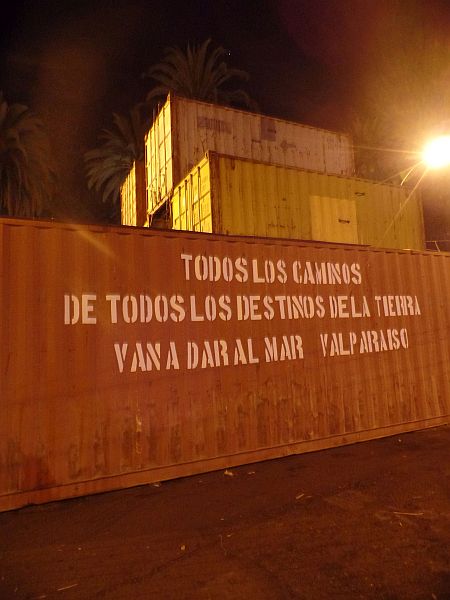 TODOS LOS CAMINOS
DE TODOS LOS DESTINOS DE LA TIERRA
VAN A DAR AL MAR VALPARAISO